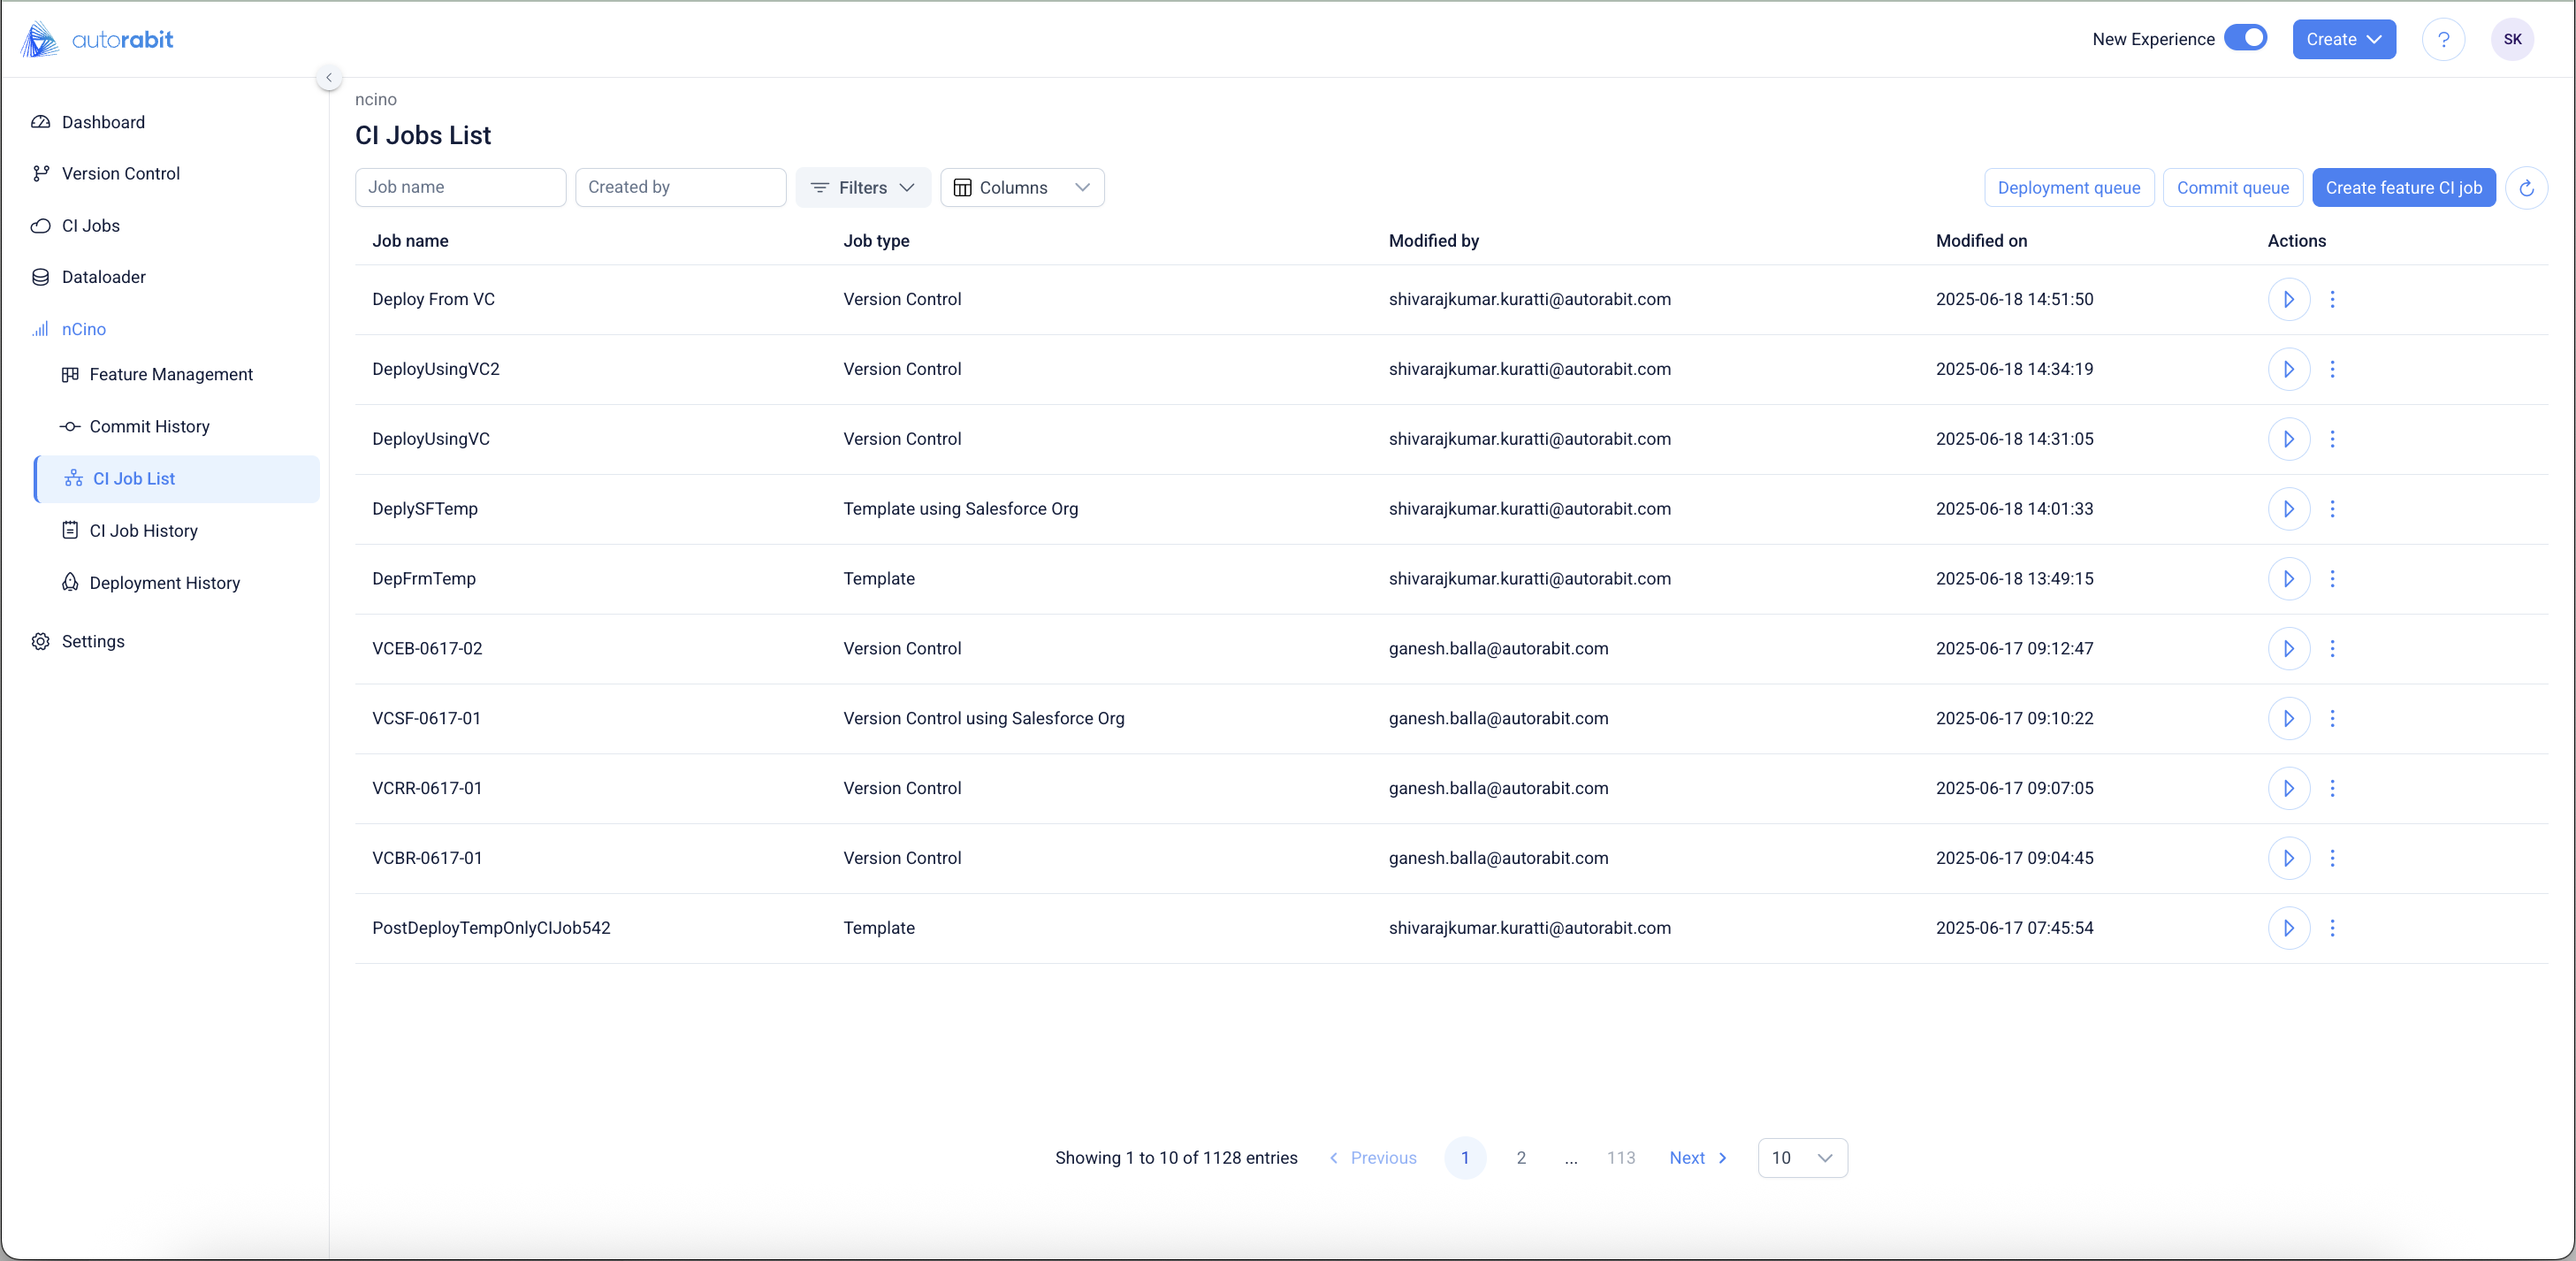 autorabit
New Experience Create ? SK
Dashboard
Version Control
CI Jobs
Dataloader
nCino
Feature Management
Commit History
CI Job List
CI Job History
Deployment History
Settings
ncino
CI Jobs List
Job name Created by Filters Columns Deployment queue Commit queue Create feature CI job
Job name Job type Modified by Modified on Actions
Deploy From VC Version Control shivarajkumar.kuratti@autorabit.com 2025-06-18 14:51:50
DeployUsingVC2 Version Control shivarajkumar.kuratti@autorabit.com 2025-06-18 14:34:19
DeployUsingVC Version Control shivarajkumar.kuratti@autorabit.com 2025-06-18 14:31:05
DeplySFTemp Template using Salesforce Org shivarajkumar.kuratti@autorabit.com 2025-06-18 14:01:33
DepFrmTemp Template shivarajkumar.kuratti@autorabit.com 2025-06-18 13:49:15
VCEB-0617-02 Version Control ganesh.balla@autorabit.com 2025-06-17 09:12:47
VCSF-0617-01 Version Control using Salesforce Org ganesh.balla@autorabit.com 2025-06-17 09:10:22
VCRR-0617-01 Version Control ganesh.balla@autorabit.com 2025-06-17 09:07:05
VCBR-0617-01 Version Control ganesh.balla@autorabit.com 2025-06-17 09:04:45
PostDeployTempOnlyCIJob542 Template shivarajkumar.kuratti@autorabit.com 2025-06-17 07:45:54
Showing 1 to 10 of 1128 entries Previous 1 2 ... 113 Next 10